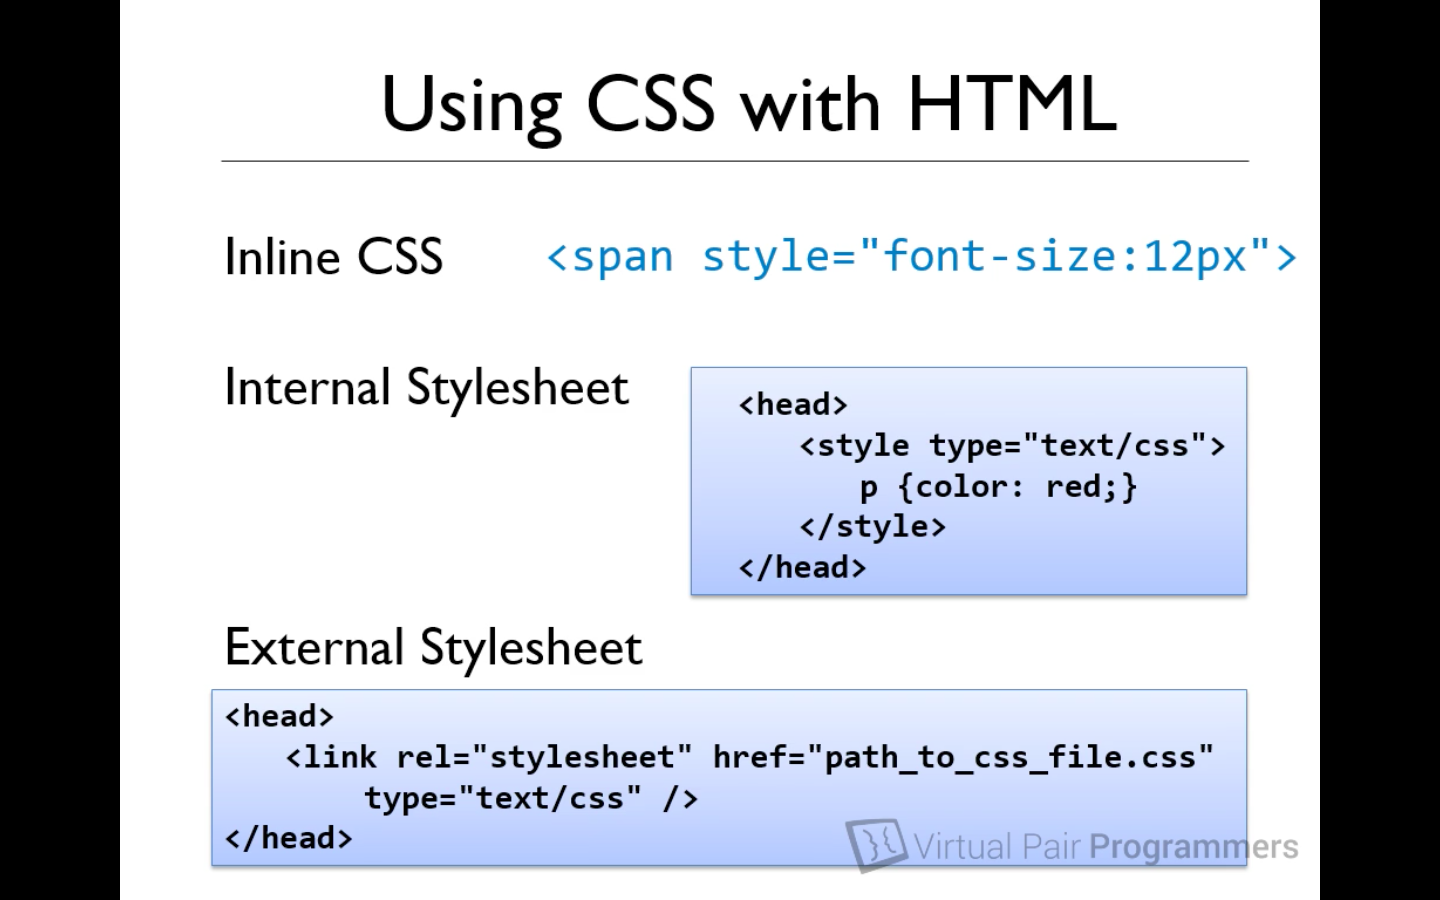 Using CSS with HTML
Inline CSS <span style="font-size:12px">
Internal Stylesheet
<head>
<style type="text/css">
p {color: red;}
</style>
</head>
External Stylesheet
<head>
<link rel="stylesheet" href="path_to_css_file.css"
type="text/css" />
</head>
Virtual Pair Programmers